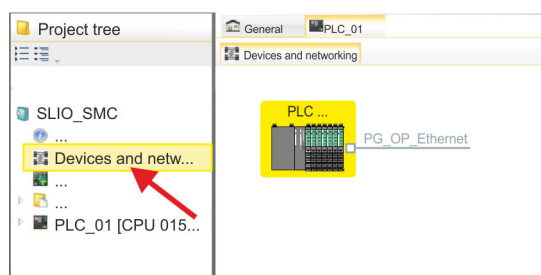 Project tree
General
PLC_01
Devices and networking
SLIO_SMC
...
Devices and netw...
...
...
PLC_01 [CPU 015...
PLC ...
PG_OP_Ethernet